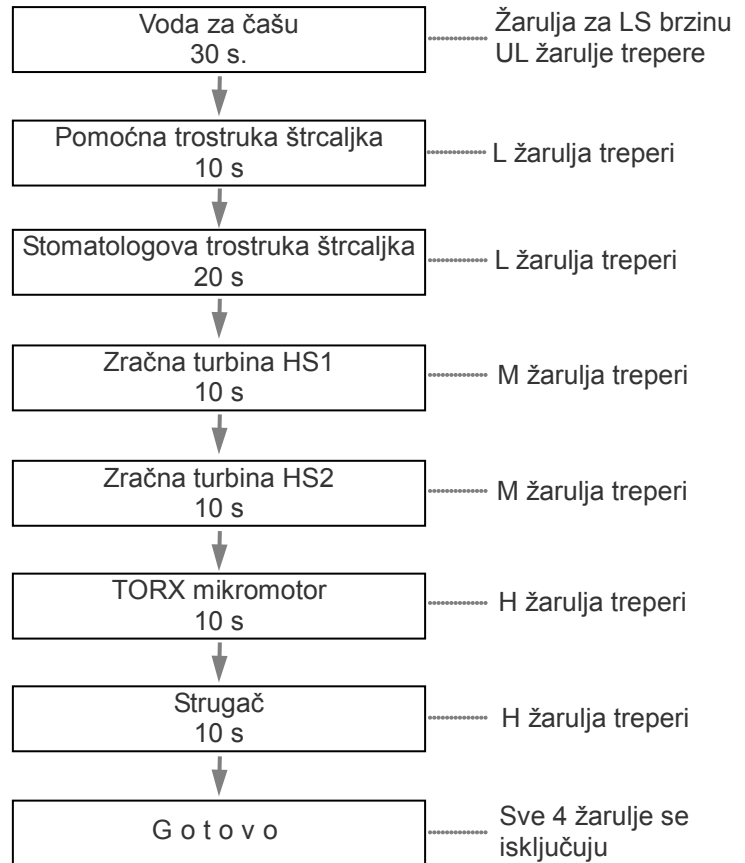 Voda za čašu
30 s.
Žarulja za LS brzinu
UL žarulje trepere
Pomoćna trostruka štrcaljka
10 s
L žarulja treperi
Stomatologova trostruka štrcaljka
20 s
L žarulja treperi
Zračna turbina HS1
10 s
M žarulja treperi
Zračna turbina HS2
10 s
M žarulja treperi
TORX mikromotor
10 s
H žarulja treperi
Strugač
10 s
H žarulja treperi
G o t o v o
Sve 4 žarulje se
isključuju